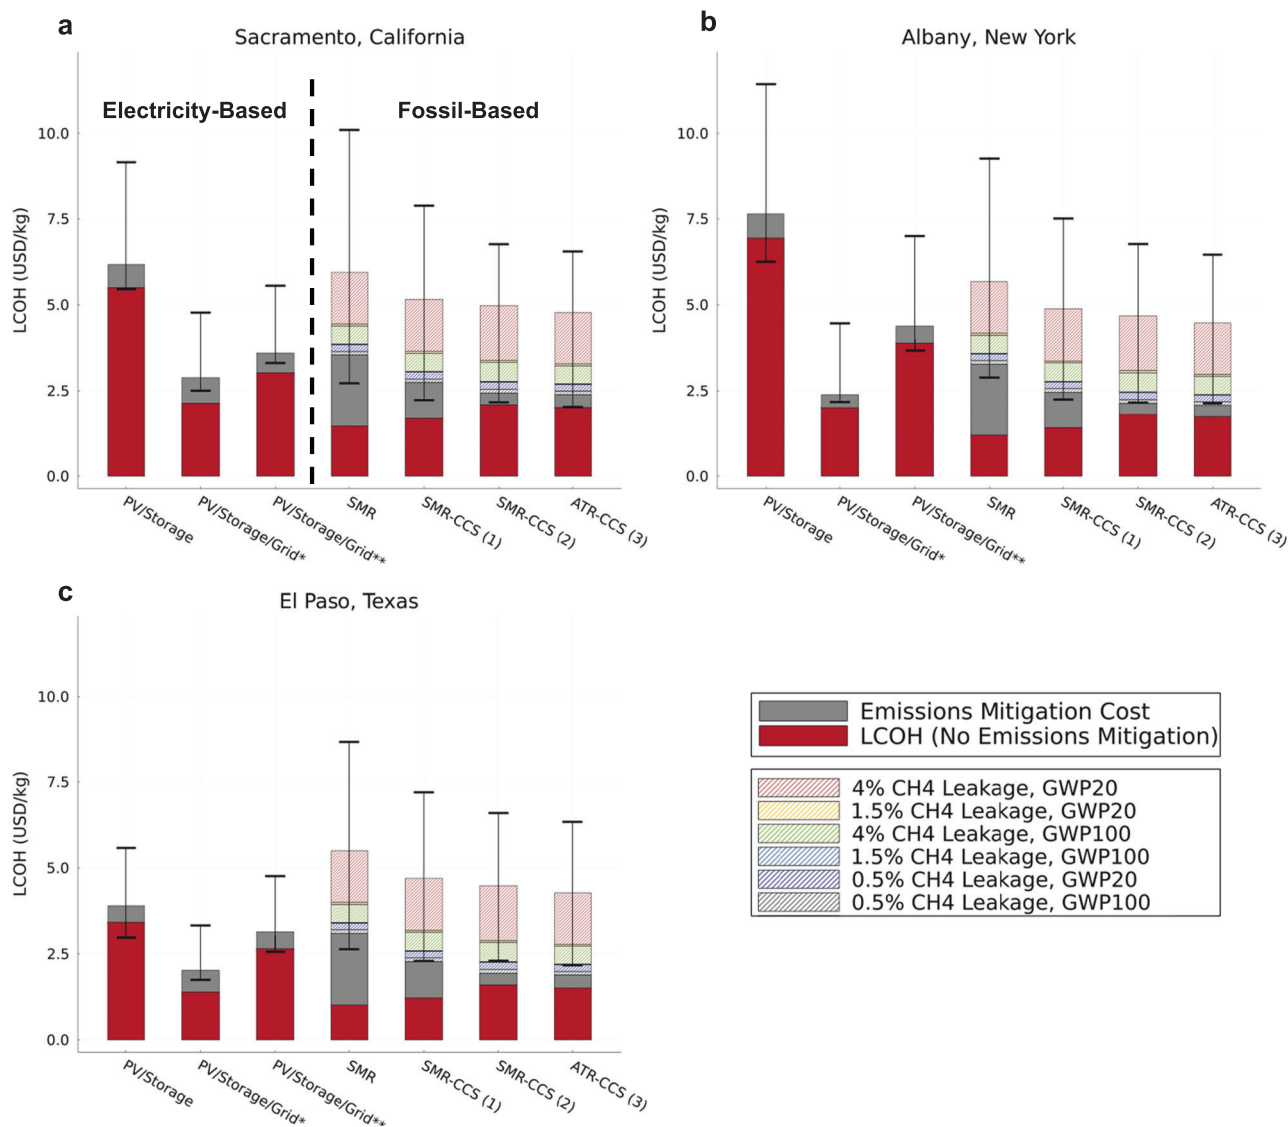 a
Sacramento, California
Electricity-Based
Fossil-Based
LCOH (USD/kg)
10.0
7.5
5.0
2.5
0.0
PV/Storage
PV/Storage/Grid*
PV/Storage/Grid**
SMR
SMR-CCS (1)
SMR-CCS (2)
ATR-CCS (3)
b
Albany, New York
LCOH (USD/kg)
10.0
7.5
5.0
2.5
0.0
PV/Storage
PV/Storage/Grid*
PV/Storage/Grid**
SMR
SMR-CCS (1)
SMR-CCS (2)
ATR-CCS (3)
c
El Paso, Texas
LCOH (USD/kg)
10.0
7.5
5.0
2.5
0.0
PV/Storage
PV/Storage/Grid*
PV/Storage/Grid**
SMR
SMR-CCS (1)
SMR-CCS (2)
ATR-CCS (3)
Emissions Mitigation Cost
LCOH (No Emissions Mitigation)
4% CH4 Leakage, GWP20
1.5% CH4 Leakage, GWP20
4% CH4 Leakage, GWP100
1.5% CH4 Leakage, GWP100
0.5% CH4 Leakage, GWP20
0.5% CH4 Leakage, GWP100